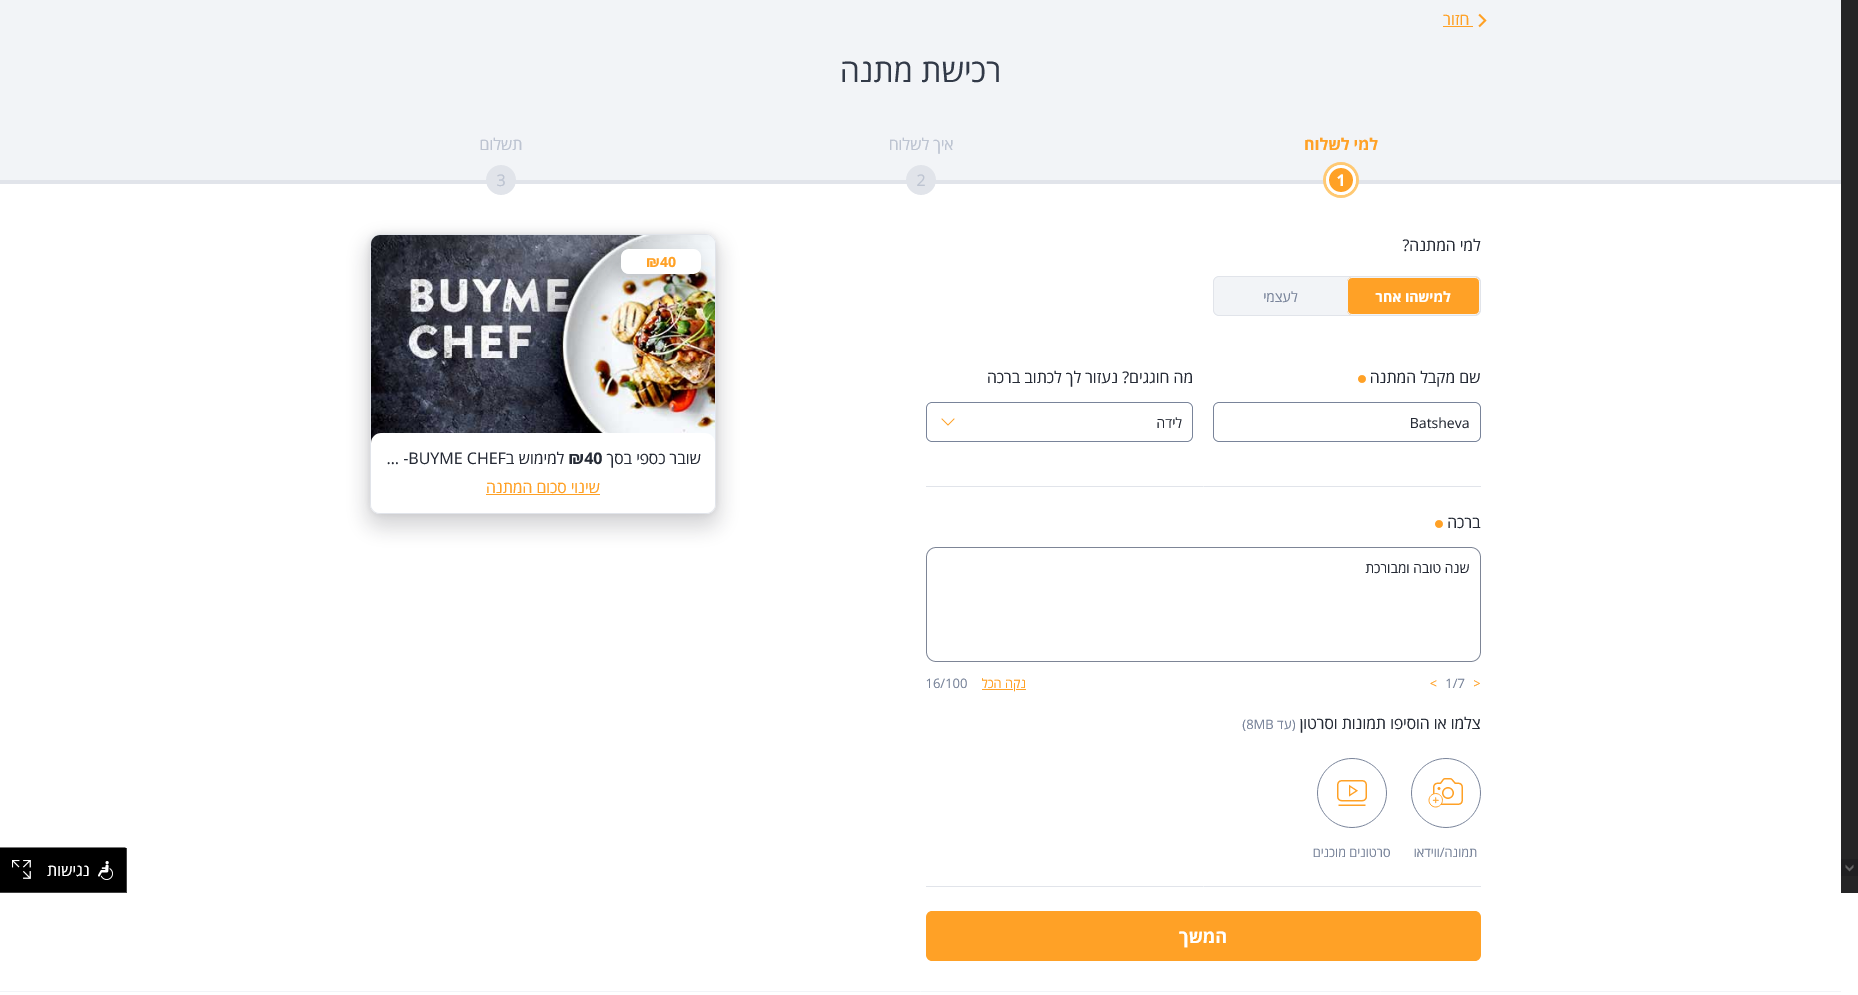 חזור
רכישת מתנה
למי לשלוח
איך לשלוח
תשלום
1
2
3
למי המתנה?
למישהו אחר
לעצמי
שם מקבל המתנה
Batsheva
מה חוגגים? נעזור לך לכתוב ברכה
לידה
ברכה
שנה טובה ומבורכת
< 1/7 >
נקה הכל
16/100
צלמו או הוסיפו תמונות וסרטון (עד 8MB)
תמונה/ווידאו
סרטונים מוכנים
המשך
₪40
BUYME
CHEF
שובר כספי בסך ₪40 למימוש בBUYME CHEF- ...
שינוי סכום המתנה
נגישות